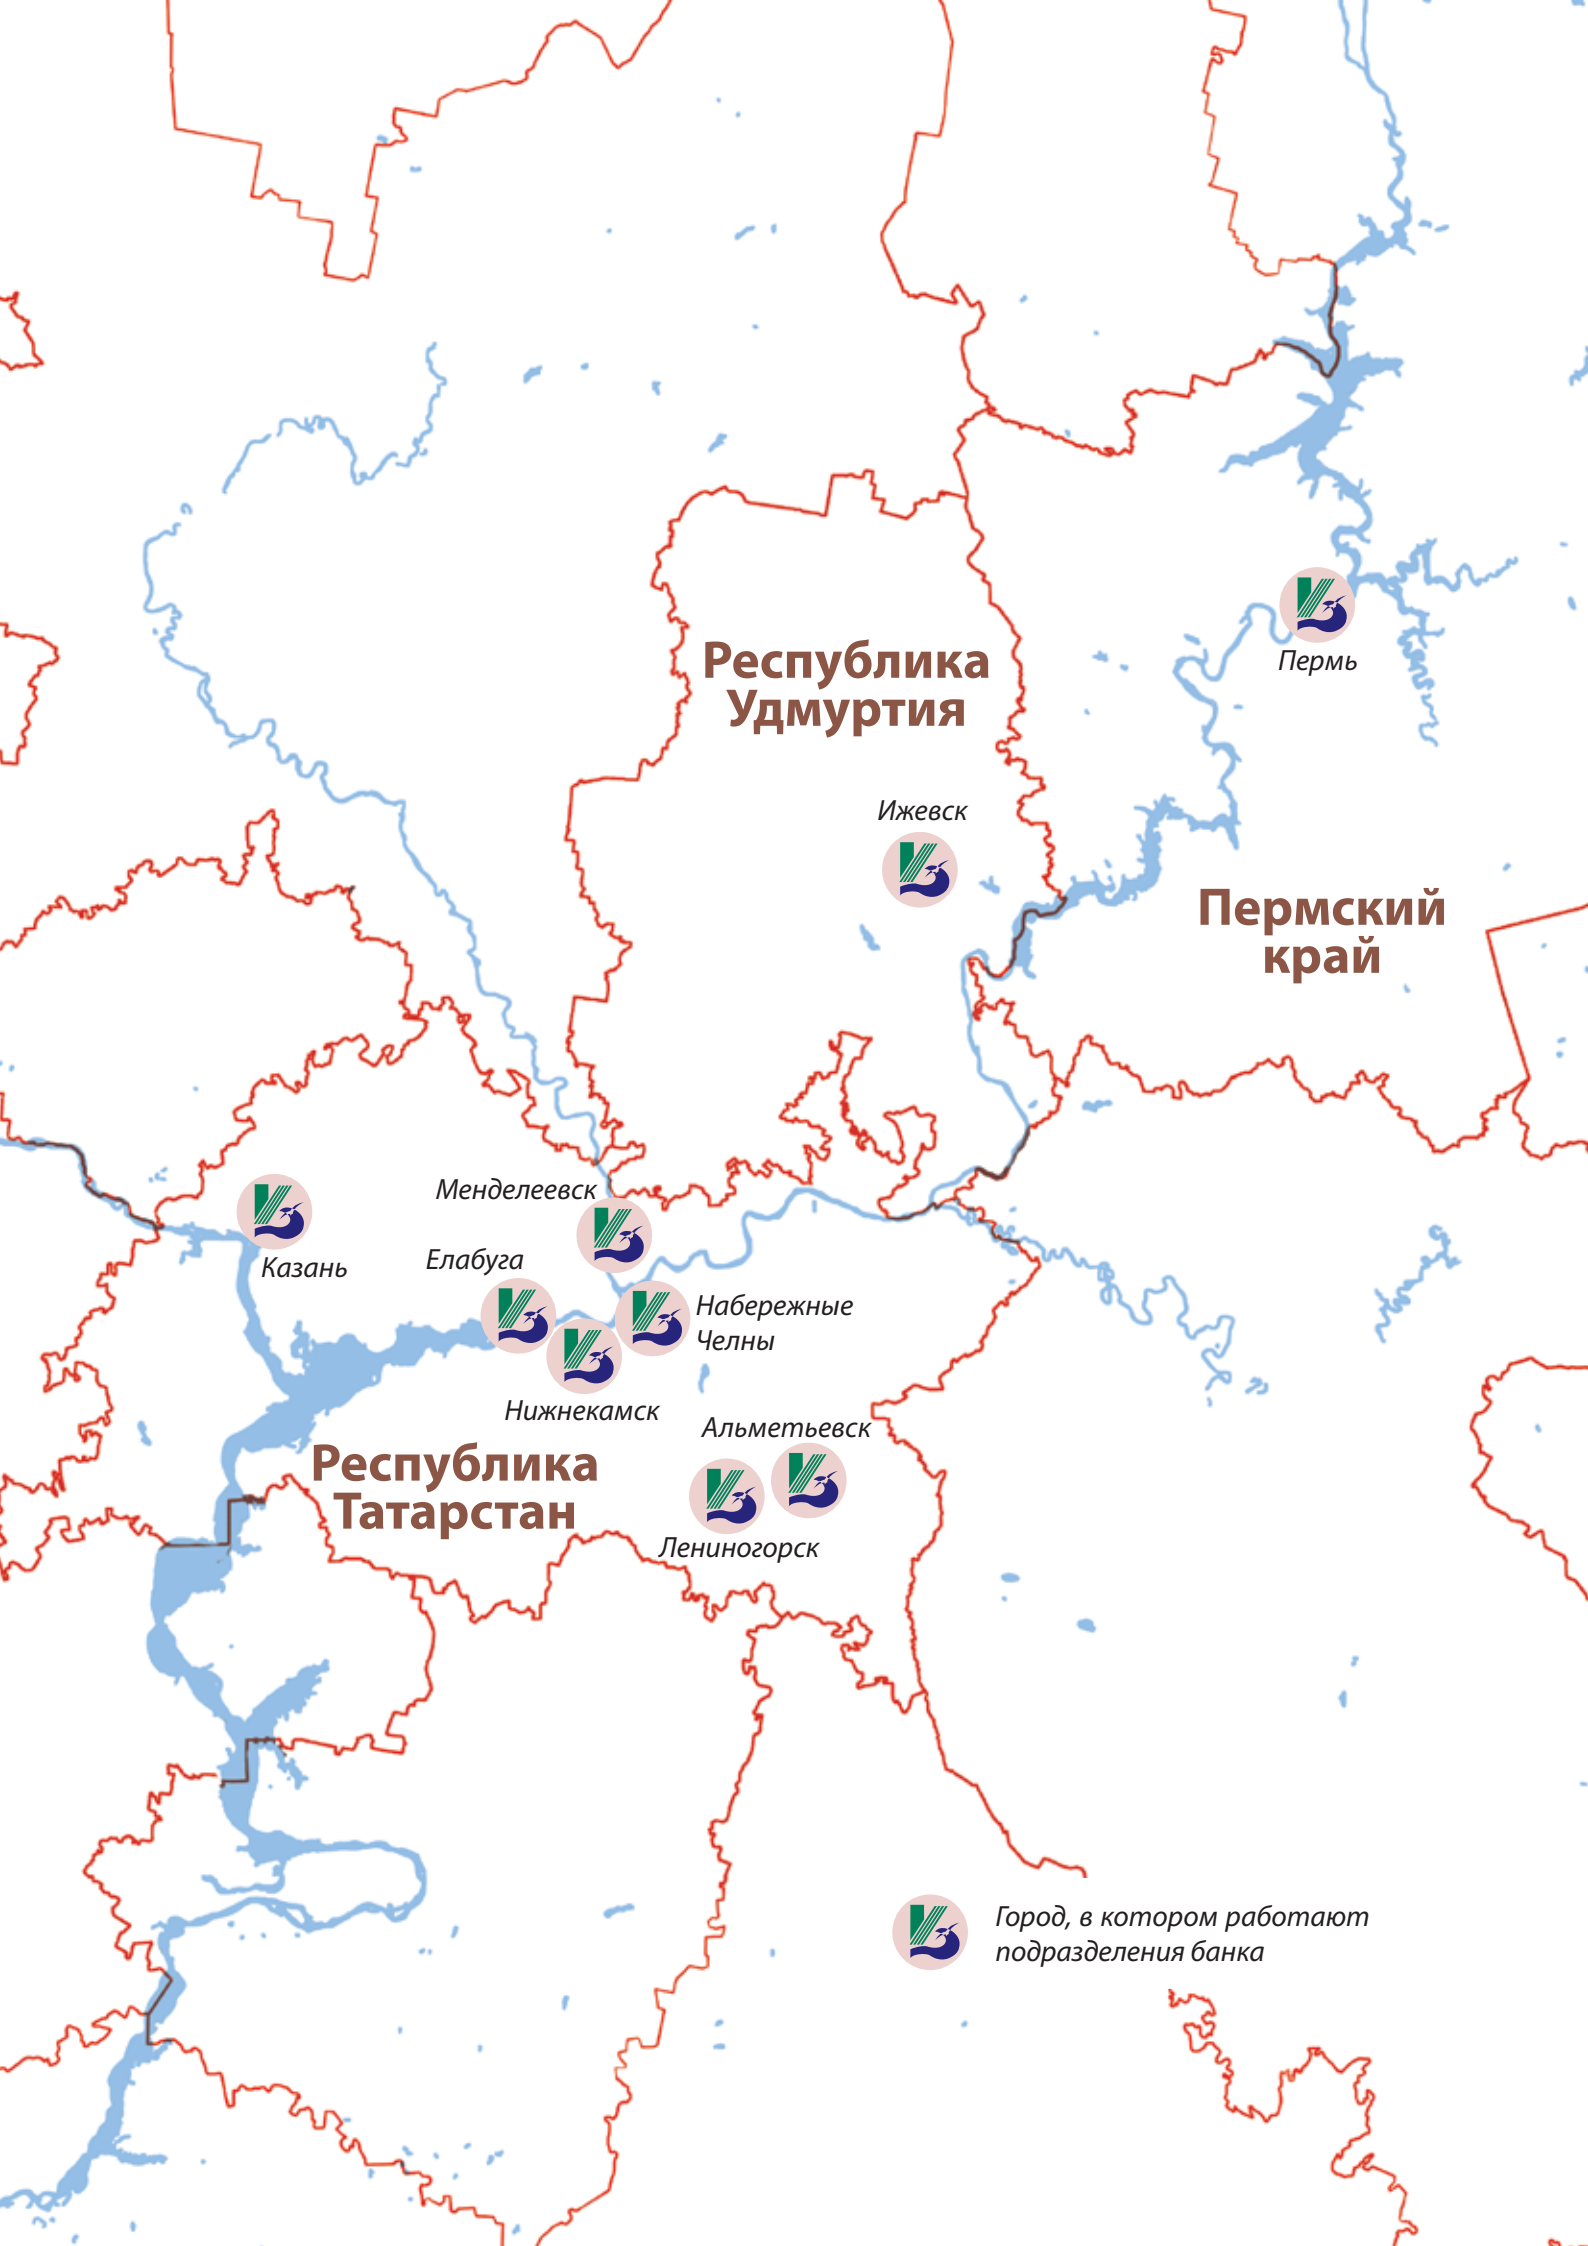 Республика
Удмуртия
Пермь
Ижевск
Пермский
край
Менделеевск
Казань
Елабуга
Набережные
Челны
Нижнекамск
Альметьевск
Республика
Татарстан
Лениногорск
Город, в котором работают
подразделения банка